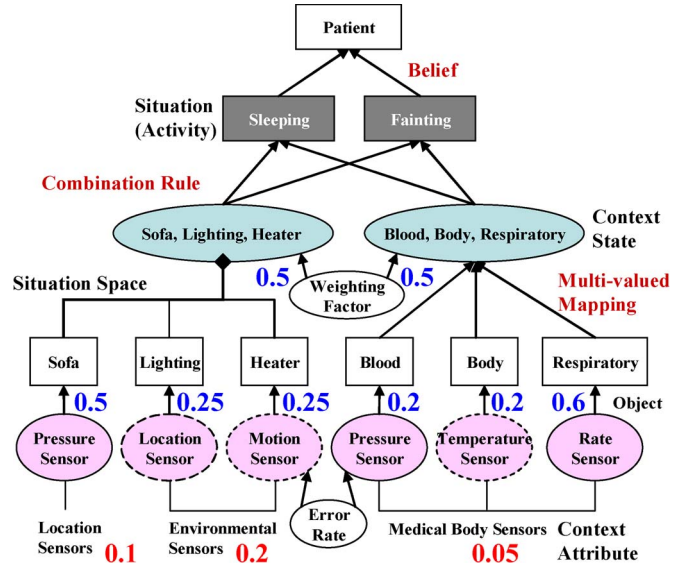 Patient
Belief
Situation
(Activity)
Sleeping
Fainting
Combination Rule
Sofa, Lighting, Heater
Blood, Body, Respiratory
Context
State
Situation Space
0.5
Weighting
Factor
0.5
Multi-valued
Mapping
Sofa
Lighting
Heater
Blood
Body
Respiratory
0.5
0.25
0.25
0.2
0.2
0.6
Object
Pressure
Sensor
Location
Sensor
Motion
Sensor
Pressure
Sensor
Temperature
Sensor
Rate
Sensor
Location
Sensors
0.1
Environmental
Sensors
0.2
Error
Rate
Medical Body Sensors
0.05
Context
Attribute